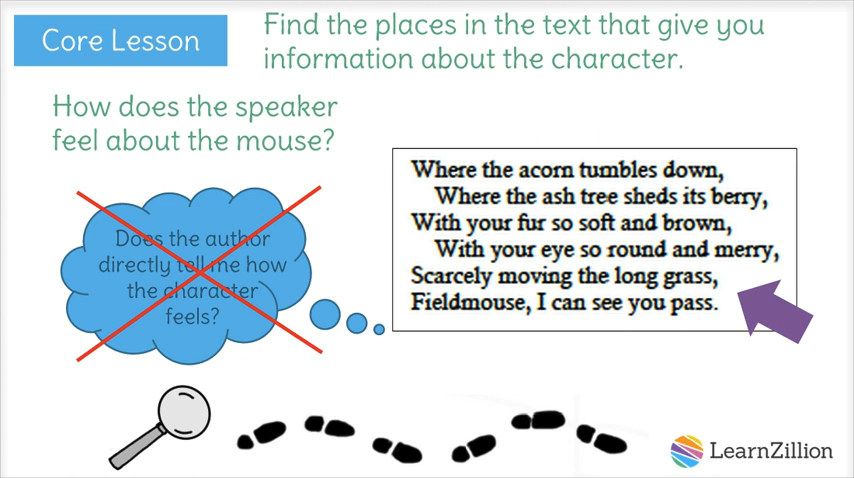 Core Lesson
Find the places in the text that give you
information about the character.
How does the speaker
feel about the mouse?
Does the author
directly tell me how
the character
feels?
Where the acorn tumbles down,
Where the ash tree sheds its berry,
With your fur so soft and brown,
With your eye so round and merry,
Scarcely moving the long grass,
Fieldmouse, I can see you pass.
LearnZillion